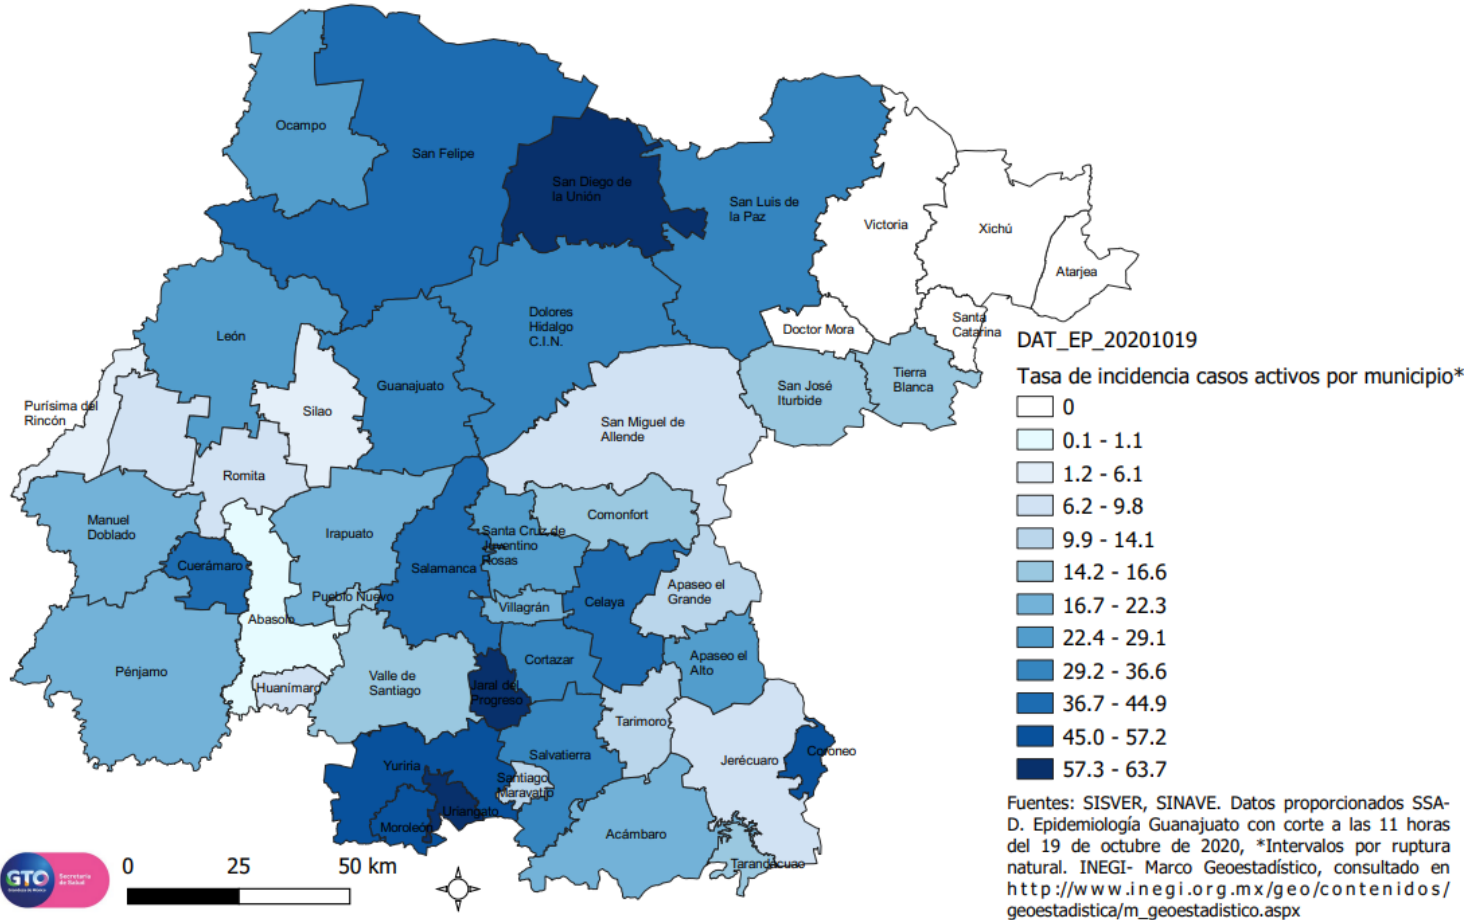 Ocampo
San Felipe
San Diego de
la Unión
San Luis de
la Paz
Victoria
Xichú
Atarjea
Dolores
Hidalgo
C.I.N.
León
Doctor Mora
Santa
Catarina
Guanajuato
Tierra
Blanca
San José
Iturbide
Purísima del
Rincón
Silao
San Miguel de
Allende
Romita
Manuel
Doblado
Irapuato
Comonfort
Santa Cruz de
Juventino
Rosas
Cuerámaro
Salamanca
Pueblo Nuevo
Villagrán
Celaya
Apaseo el
Grande
Abasolo
Pénjamo
Valle de
Santiago
Huanímaro
Cortazar
Apaseo el
Alto
Jaral del
Progreso
Tarimoro
Yuriria
Salvatierra
Jerécuaro
Coroneo
Santiago
Maravatío
Uriangato
Moroleón
Acámbaro
Tarandacuao
DAT_EP_20201019
Tasa de incidencia casos activos por municipio*
0
0.1 - 1.1
1.2 - 6.1
6.2 - 9.8
9.9 - 14.1
14.2 - 16.6
16.7 - 22.3
22.4 - 29.1
29.2 - 36.6
36.7 - 44.9
45.0 - 57.2
57.3 - 63.7
Fuentes: SISVER, SINAVE. Datos proporcionados SSA-
D. Epidemiología Guanajuato con corte a las 11 horas
del 19 de octubre de 2020, *Intervalos por ruptura
natural. INEGI- Marco Geoestadístico, consultado en
http://www.inegi.org.mx/geo/contenidos/
geoestadistica/m_geoestadistico.aspx
GTO
Secretaría
de Salud
0 25 50 km